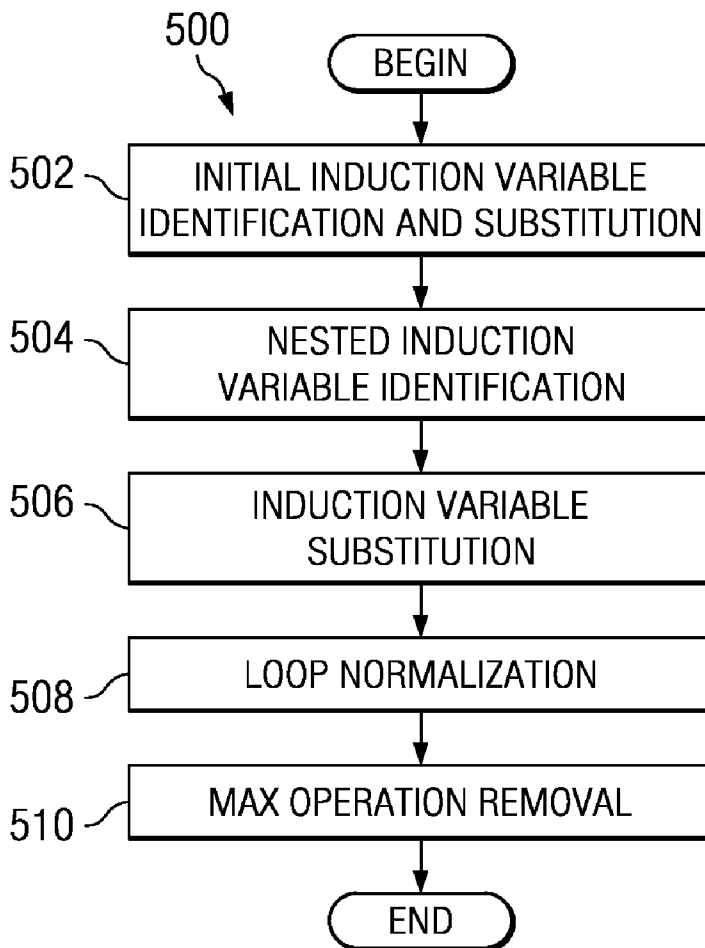 500
BEGIN
502
INITIAL INDUCTION VARIABLE
IDENTIFICATION AND SUBSTITUTION
504
NESTED INDUCTION
VARIABLE IDENTIFICATION
506
INDUCTION VARIABLE
SUBSTITUTION
508
LOOP NORMALIZATION
510
MAX OPERATION REMOVAL
END